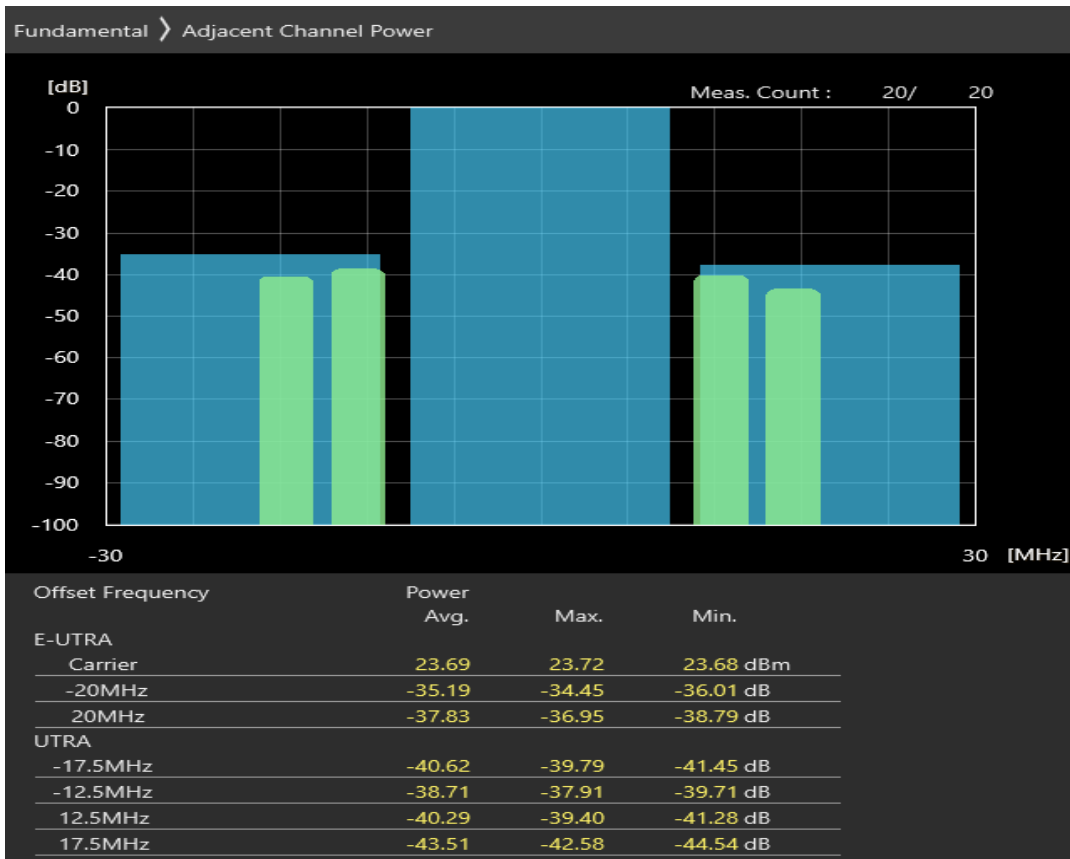 Fundamental 〉 Adjacent Channel Power
[dB]
Meas. Count : 20/ 20
0
-10
-20
-30
-40
-50
-60
-70
-80
-90
-100
-30 30 [MHz]
Offset Frequency Power
Avg. Max. Min.
E-UTRA
Carrier 23.69 23.72 23.68 dBm
-20MHz -35.19 -34.45 -36.01 dB
20MHz -37.83 -36.95 -38.79 dB
UTRA
-17.5MHz -40.62 -39.79 -41.45 dB
-12.5MHz -38.71 -37.91 -39.71 dB
12.5MHz -40.29 -39.40 -41.28 dB
17.5MHz -43.51 -42.58 -44.54 dB